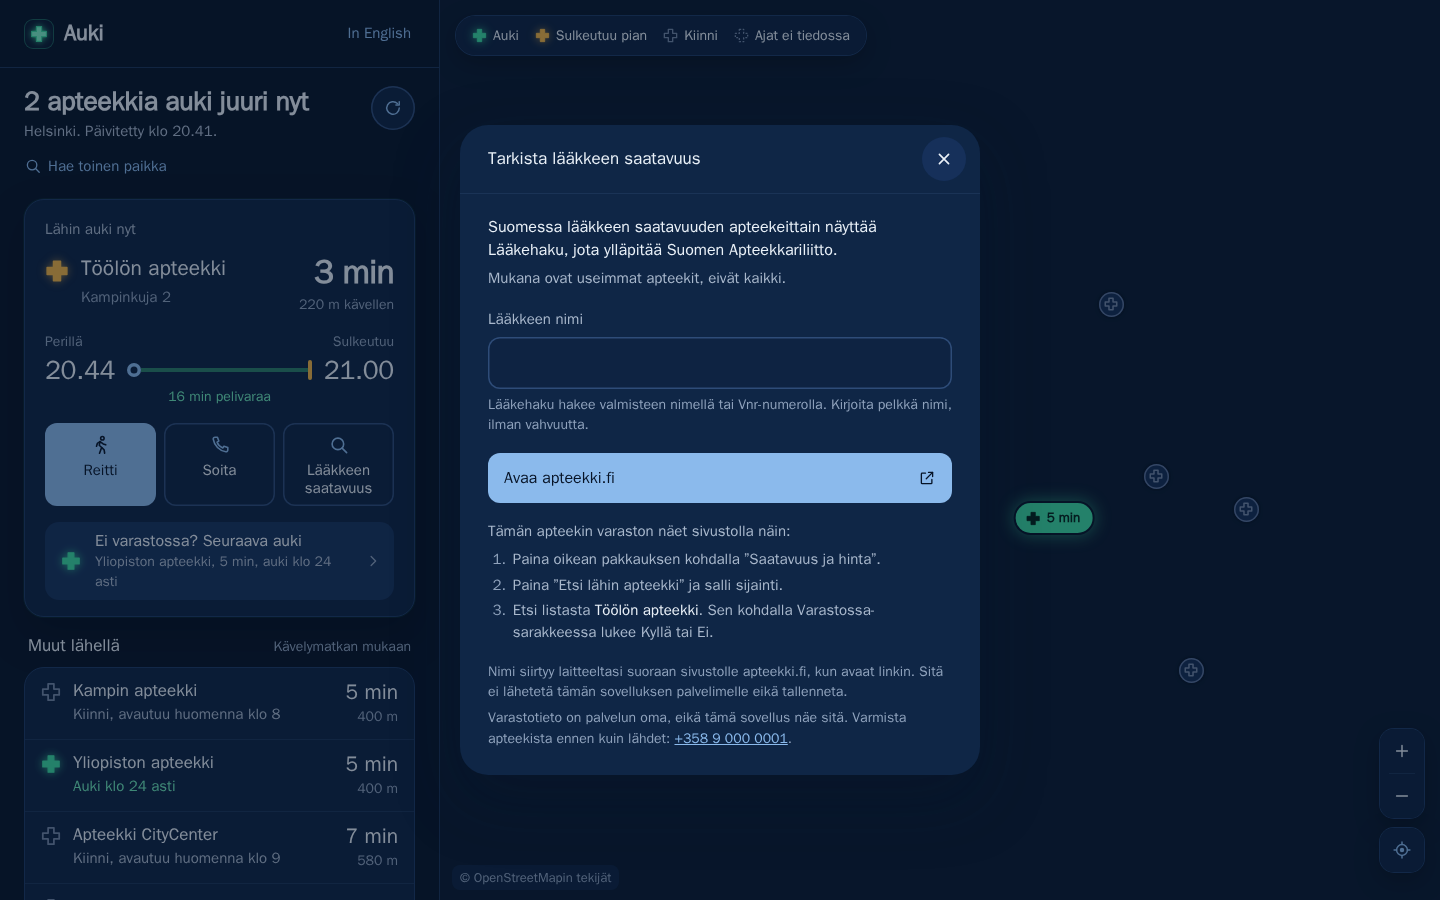 Auki
In English
2 apteekkia auki juuri nyt
Helsinki. Päivitetty klo 20.41.
Hae toinen paikka
Lähin auki nyt
Töölön apteekki
3 min
Kampinkuja 2
220 m kävellen
Perillä
Sulkeutuu
20.44
21.00
16 min pelivaraa
Reitti
Soita
Lääkkeen
saatavuus
Ei varastossa? Seuraava auki
Yliopiston apteekki, 5 min, auki klo 24
asti
Muut lähellä
Kävelymatkan mukaan
Kampin apteekki
5 min
Kiinni, avautuu huomenna klo 8
400 m
Yliopiston apteekki
5 min
Auki klo 24 asti
400 m
Apteekki CityCenter
7 min
Kiinni, avautuu huomenna klo 9
580 m
Auki
Sulkeutuu pian
Kiinni
Ajat ei tiedossa
Tarkista lääkkeen saatavuus
Suomessa lääkkeen saatavuuden apteekeittain näyttää
Lääkehaku, jota ylläpitää Suomen Apteekkariliitto.
Mukana ovat useimmat apteekit, eivät kaikki.
Lääkkeen nimi
Lääkehaku hakee valmisteen nimellä tai Vnr-numerolla. Kirjoita pelkkä nimi,
ilman vahvuutta.
Avaa apteekki.fi
Tämän apteekin varaston näet sivustolla näin:
1. Paina oikean pakkauksen kohdalla ”Saatavuus ja hinta”.
2. Paina ”Etsi lähin apteekki” ja salli sijainti.
3. Etsi listasta Töölön apteekki. Sen kohdalla Varastossa-
sarakkeessa lukee Kyllä tai Ei.
Nimi siirtyy laitteeltasi suoraan sivustolle apteekki.fi, kun avaat linkin. Sitä
ei lähetetä tämän sovelluksen palvelimelle eikä tallenneta.
Varastotieto on palvelun oma, eikä tämä sovellus näe sitä. Varmista
apteekista ennen kuin lähdet: +358 9 000 0001.
5 min
© OpenStreetMapin tekijät